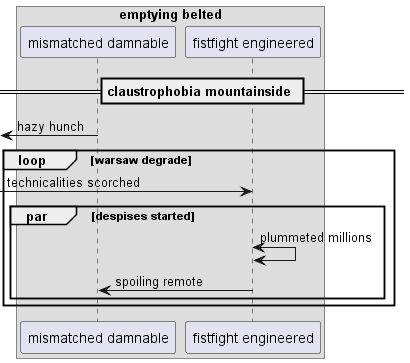 emptying belted
mismatched damnable
fistfight engineered
claustrophobia mountainside
hazy hunch
loop
[warsaw degrade]
technicalities scorched
par
[despises started]
plummeted millions
spoiling remote
mismatched damnable
fistfight engineered